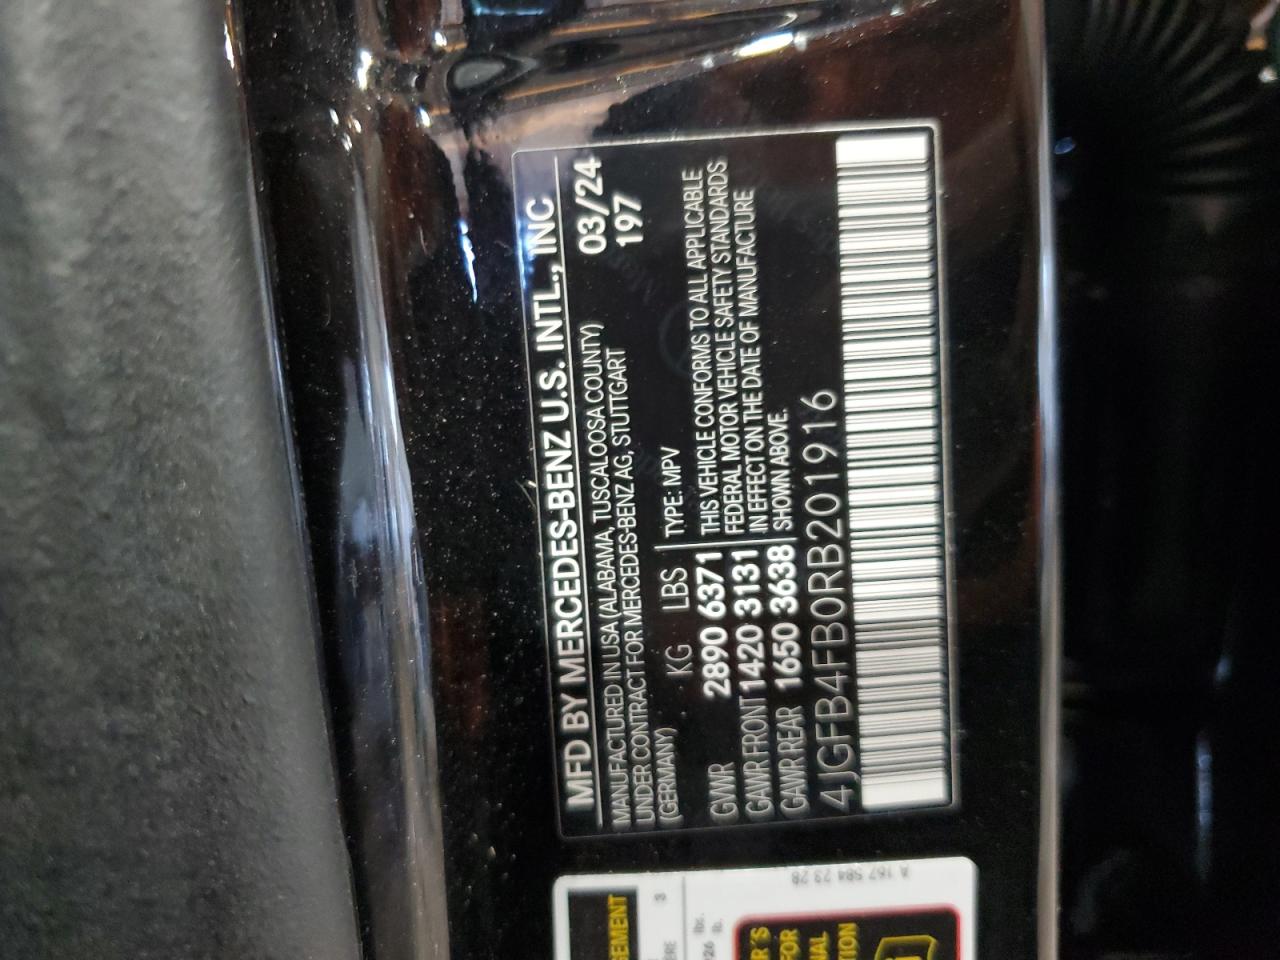 MFD BY MERCEDES-BENZ U.S. INTL., INC
MANUFACTURED IN USA (ALABAMA, TUSCALOOSA COUNTY) 03/24
UNDER CONTRACT FOR MERCEDES-BENZ AG, STUTTGART 197
(GERMANY)
KG LBS TYPE: MPV
GVWR 2890 6371 THIS VEHICLE CONFORMS TO ALL APPLICABLE
FEDERAL MOTOR VEHICLE SAFETY STANDARDS
GAWR FRONT 1420 3131 IN EFFECT ON THE DATE OF MANUFACTURE
GAWR REAR 1650 3638 SHOWN ABOVE.
4JGFB4FB0RB201916
A 167 584 23 28